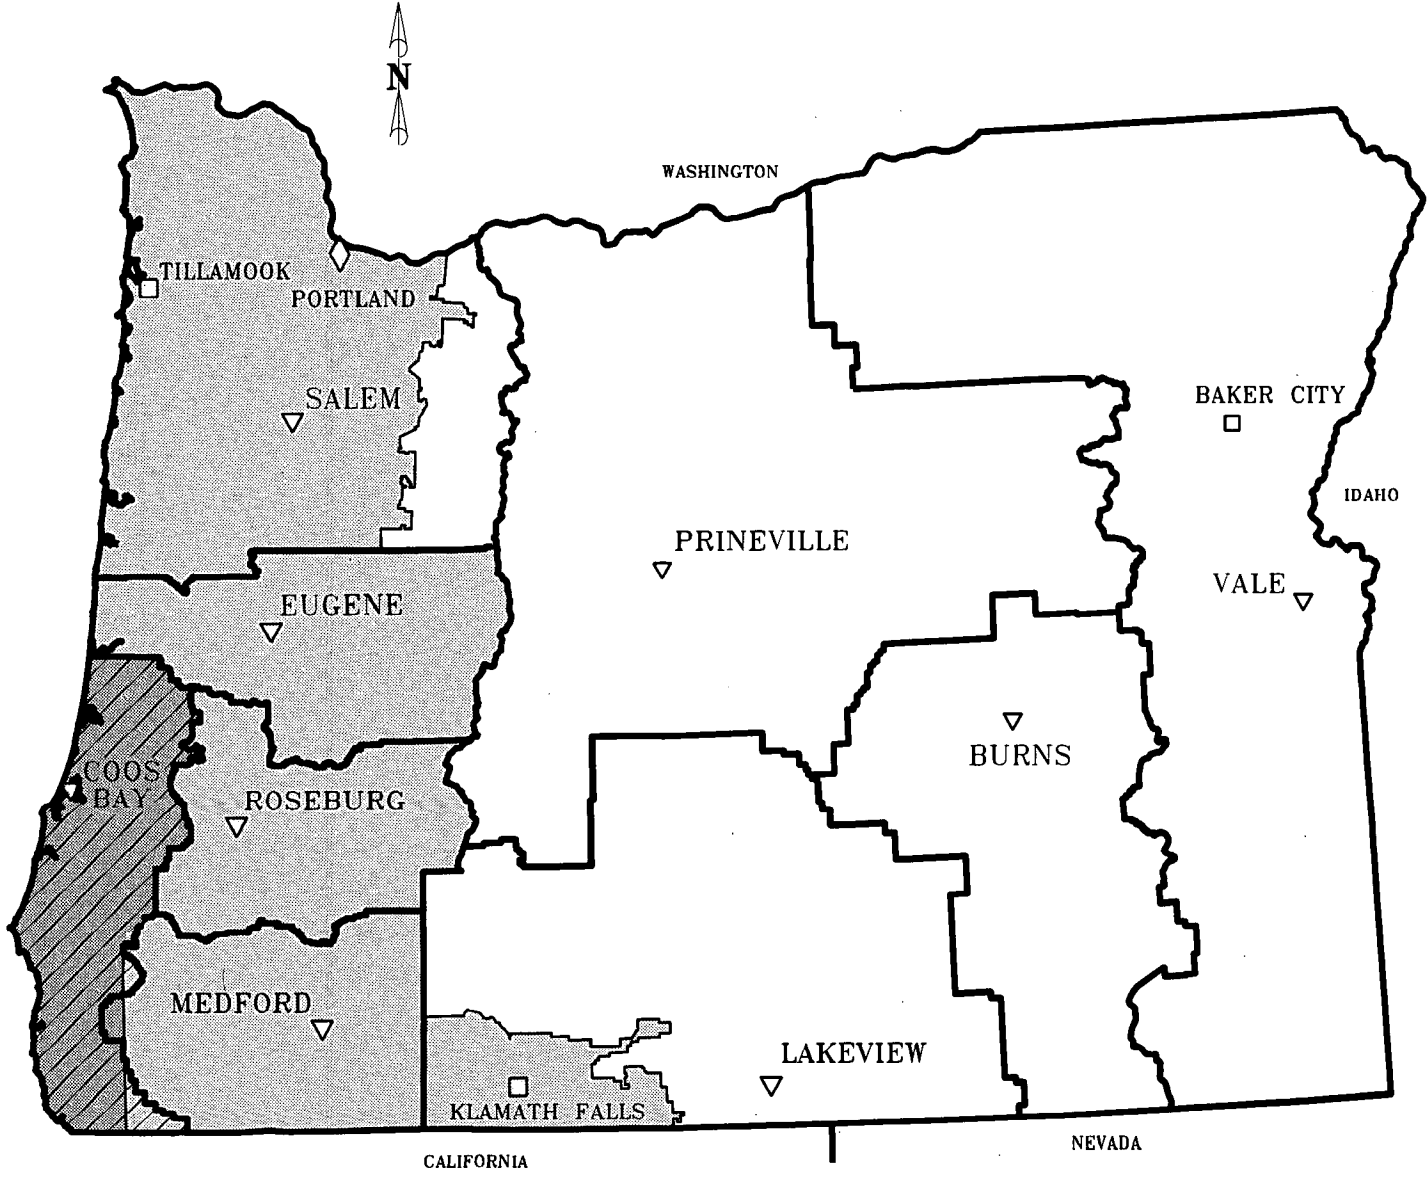 N
WASHINGTON
TILLAMOOK
PORTLAND
SALEM
BAKER CITY
IDAHO
PRINEVILLE
VALE
EUGENE
BURNS
COOS
BAY
ROSEBURG
MEDFORD
LAKEVIEW
KLAMATH FALLS
NEVADA
CALIFORNIA